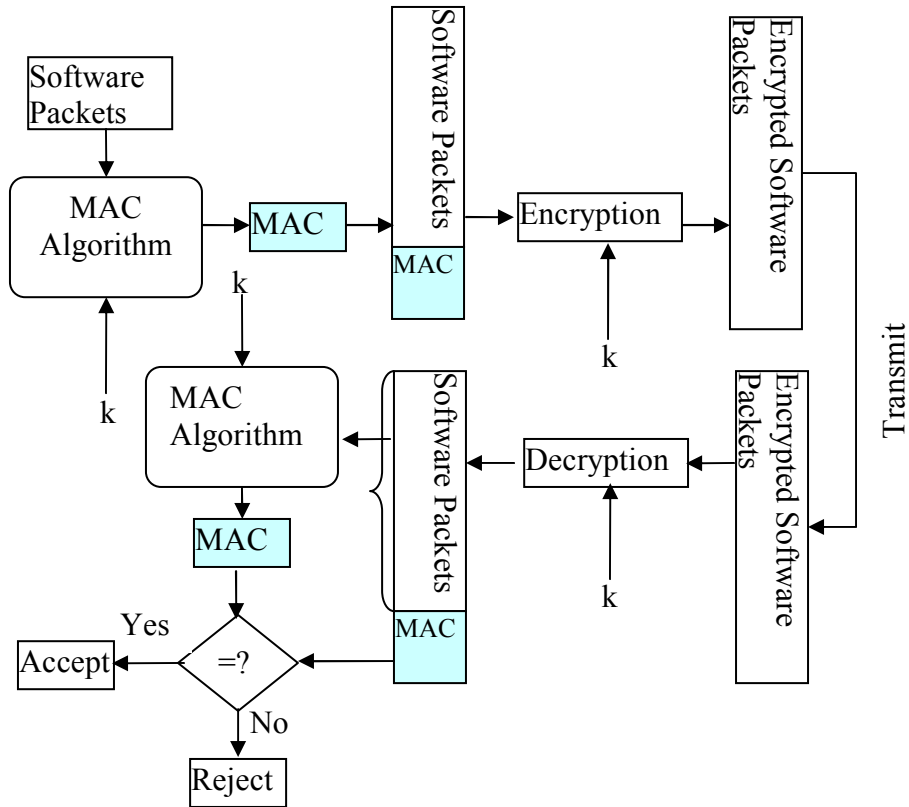 Software
Packets
MAC
Algorithm
k
MAC
Software Packets
MAC
Encryption
k
Encrypted Software
Packets
Transmit
Encrypted Software
Packets
Decryption
k
Software Packets
MAC
k
MAC
Algorithm
MAC
=?
Yes
Accept
No
Reject